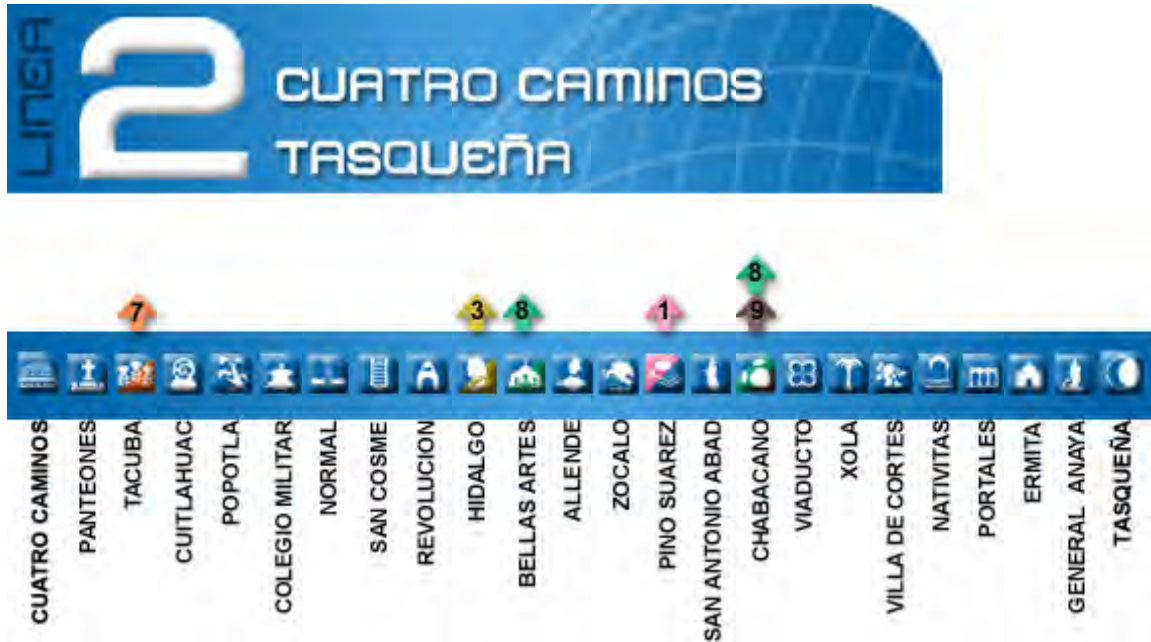 LINEA
2
CUATRO CAMINOS
TASQUEÑA
8
7
3
8
1
9
CUATRO CAMINOS
PANTEONES
TACUBA
CUITLAHUAC
POPOTLA
COLEGIO MILITAR
NORMAL
SAN COSME
REVOLUCION
HIDALGO
BELLAS ARTES
ALLENDE
ZOCALO
PINO SUAREZ
SAN ANTONIO ABAD
CHABACANO
VIADUCTO
XOLA
VILLA DE CORTES
NATIVITAS
PORTALES
ERMITA
GENERAL ANAYA
TASQUEÑA